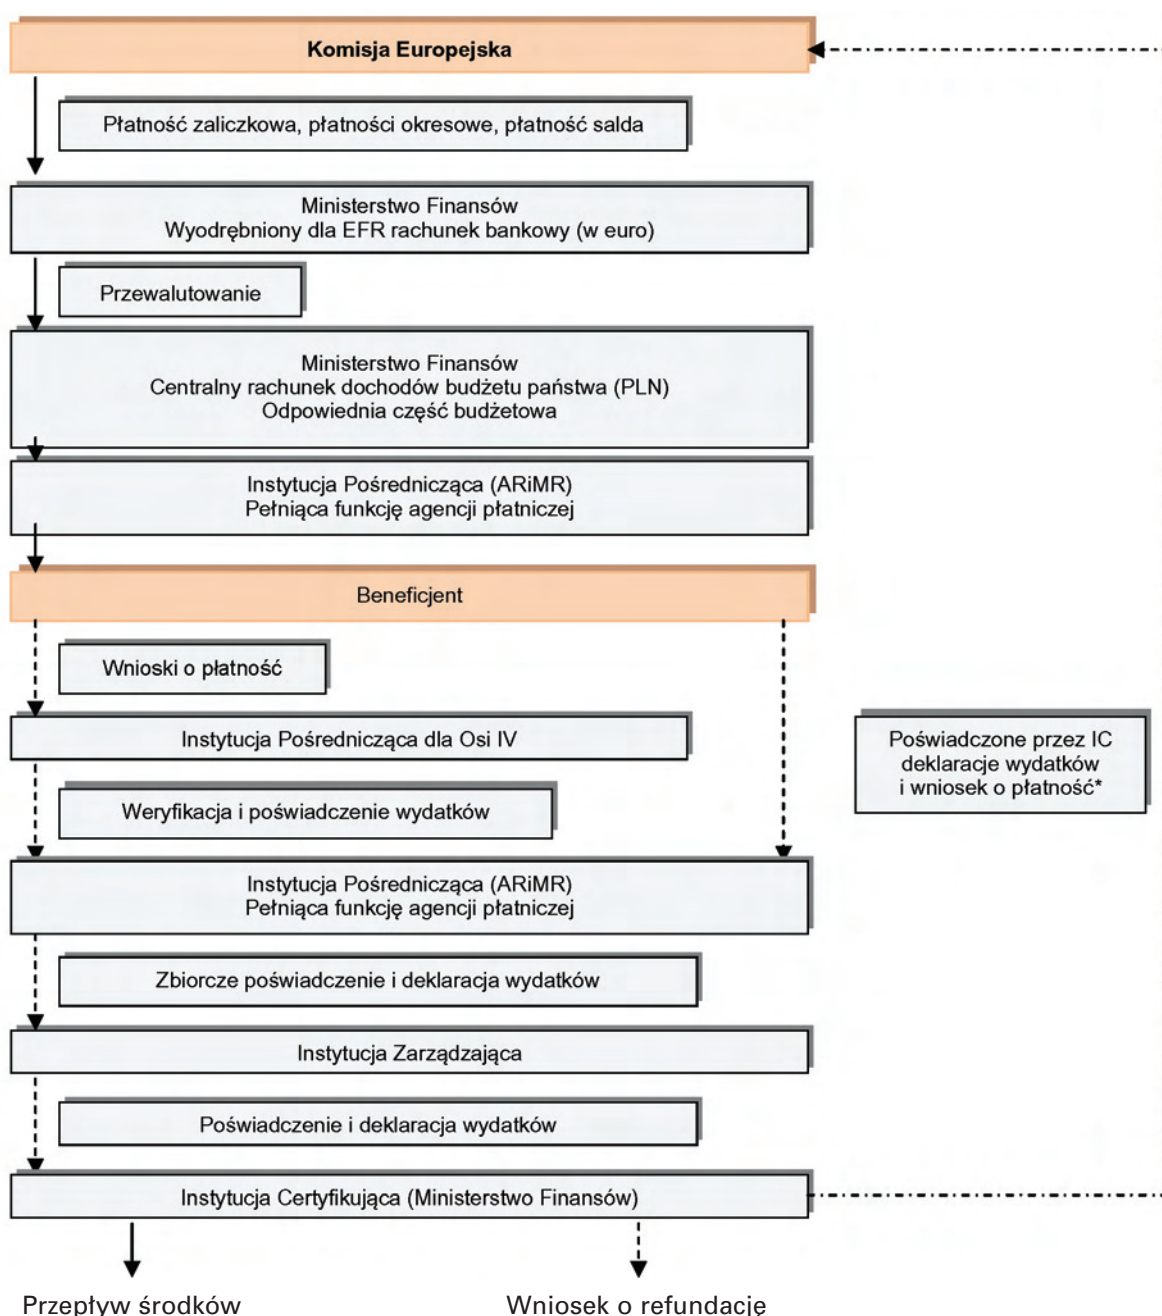 Komisja Europejska
Płatność zaliczkowa, płatności okresowe, płatność salda
Ministerstwo Finansów
Wyodrębniony dla EFR rachunek bankowy (w euro)
Przewalutowanie
Ministerstwo Finansów
Centralny rachunek dochodów budżetu państwa (PLN)
Odpowiednia część budżetowa
Instytucja Pośrednicząca (ARiMR)
Pełniąca funkcję agencji płatniczej
Beneficjent
Wnioski o płatność
Instytucja Pośrednicząca dla Osi IV
Poświadczone przez IC
deklaracje wydatków
i wniosek o płatność*
Weryfikacja i poświadczenie wydatków
Instytucja Pośrednicząca (ARiMR)
Pełniąca funkcję agencji płatniczej
Zbiorcze poświadczenie i deklaracja wydatków
Instytucja Zarządzająca
Poświadczenie i deklaracja wydatków
Instytucja Certyfikująca (Ministerstwo Finansów)
Przepływ środków
Wniosek o refundację